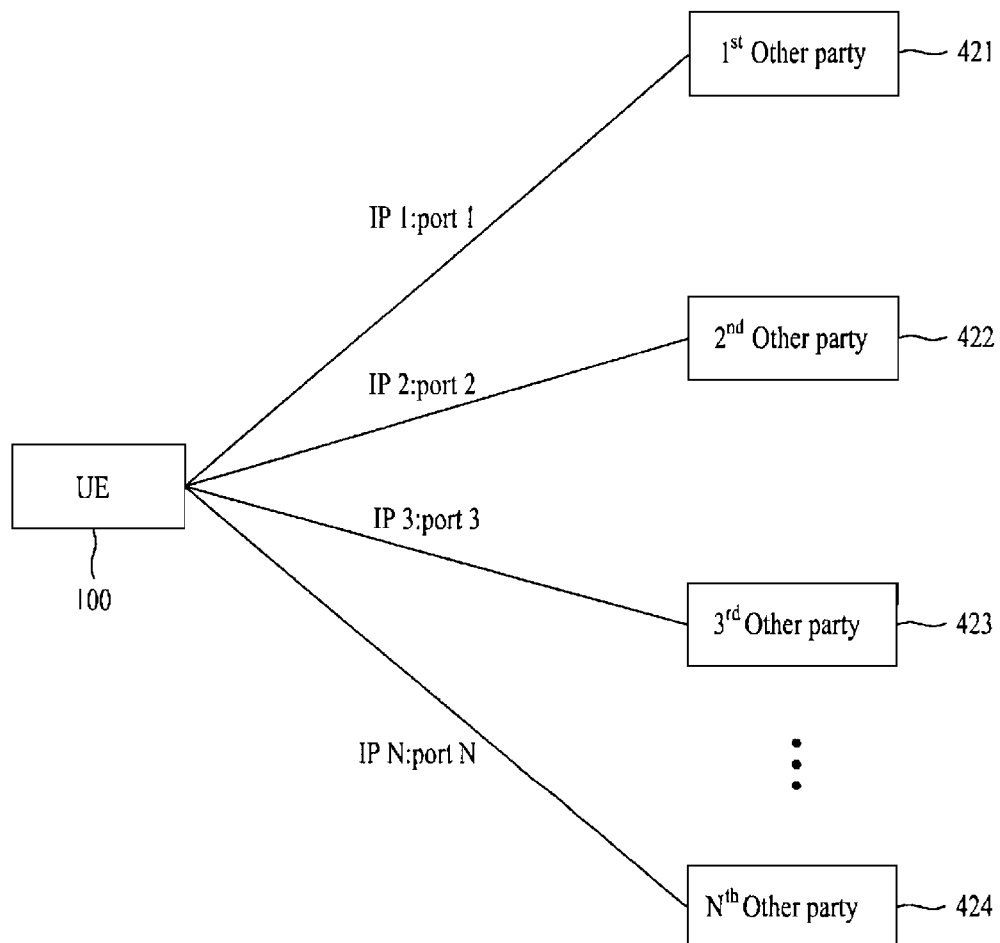 1st Other party
421
IP 1:port 1
2nd Other party
422
IP 2:port 2
UE
100
IP 3:port 3
3rd Other party
423
IP N:port N
Nth Other party
424